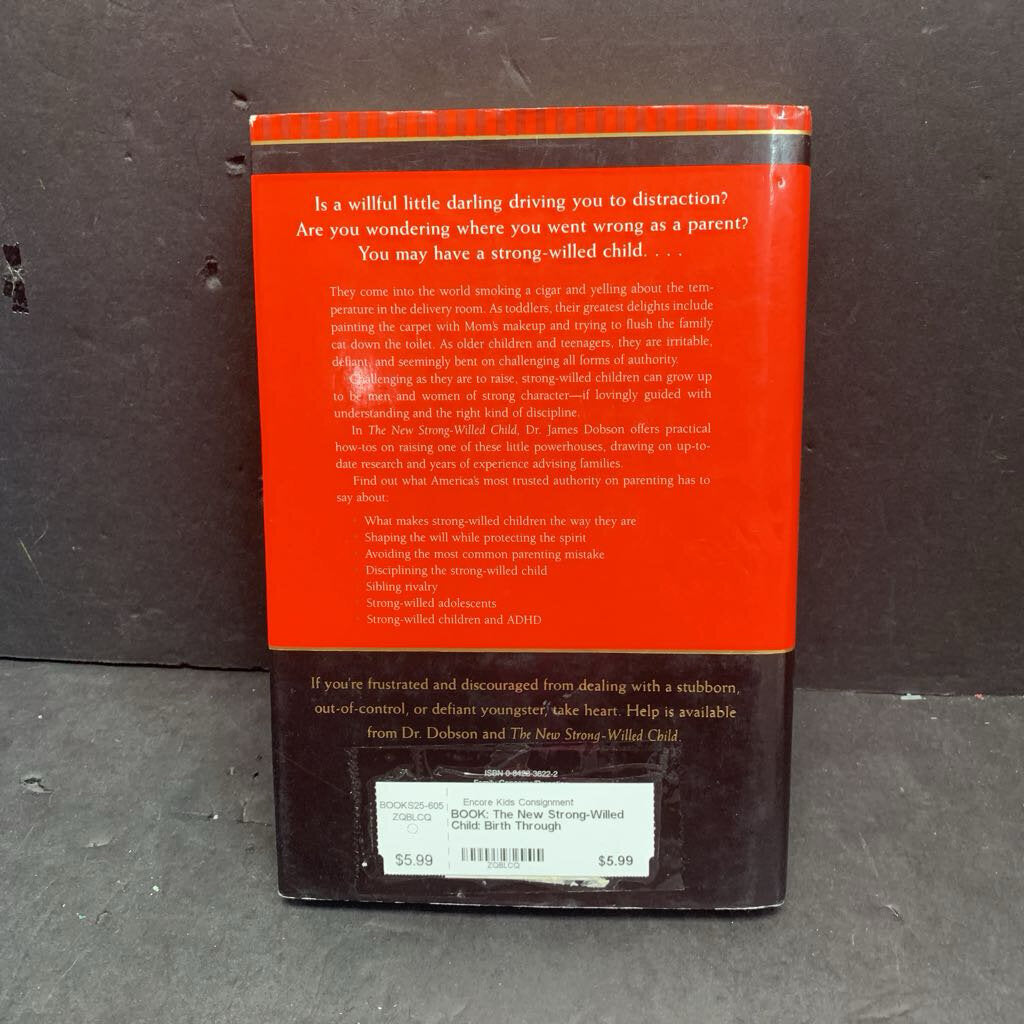 Is a willful little darling driving you to distraction?
Are you wondering where you went wrong as a parent?
You may have a strong-willed child. . . .
They come into the world smoking a cigar and yelling about the tem-
perature in the delivery room. As toddlers, their greatest delights include
painting the carpet with Mom's makeup and trying to flush the family
cat down the toilet. As older children and teenagers, they are irritable,
defiant, and seemingly bent on challenging all forms of authority.
Challenging as they are to raise, strong-willed children can grow up
to be men and women of strong character—if lovingly guided with
understanding and the right kind of discipline.
In The New Strong-Willed Child, Dr. James Dobson offers practical
how-tos on raising one of these little powerhouses, drawing on up-to-
date research and years of experience advising families.
Find out what America's most trusted authority on parenting has to
say about:
What makes strong-willed children the way they are
Shaping the will while protecting the spirit
Avoiding the most common parenting mistake
Disciplining the strong-willed child
Sibling rivalry
Strong-willed adolescents
Strong-willed children and ADHD
If you're frustrated and discouraged from dealing with a stubborn,
out-of-control, or defiant youngster, take heart. Help is available
from Dr. Dobson and The New Strong-Willed Child.
ISBN 0-8423-3622-2
BOOKS25-605
ZQBLCQ
$5.99
Encore Kids Consignment
BOOK: The New Strong-Willed
Child: Birth Through
ZQBLCQ
$5.99